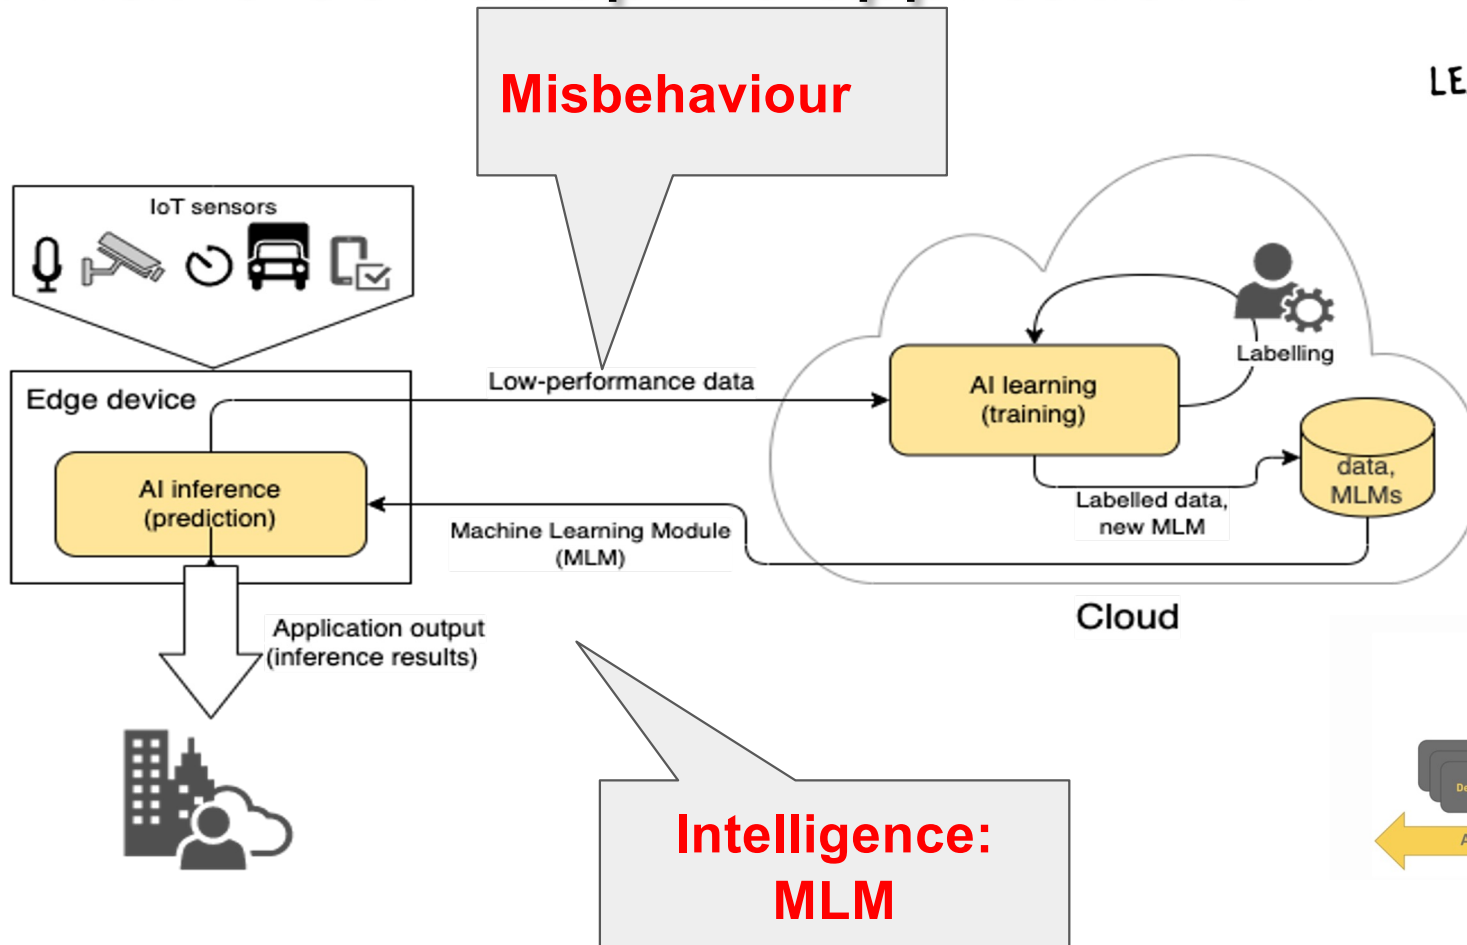 Misbehaviour
LE
IoT sensors
Edge device
Low-performance data
AI learning
(training)
Labelling
AI inference
(prediction)
Machine Learning Module
(MLM)
Labelled data,
new MLM
data,
MLMs
Cloud
Application output
(inference results)
Intelligence:
MLM
De
A